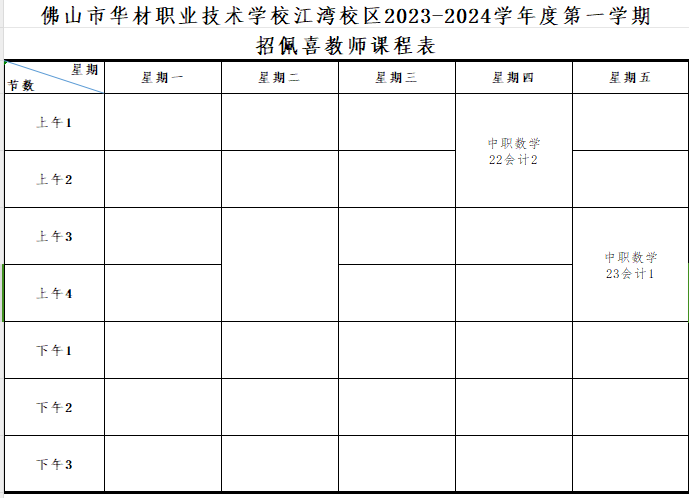 佛山市华材职业技术学校江湾校区2023-2024学年度第一学期
招佩喜教师课程表
星期
节数
星期一 星期二 星期三 星期四 星期五
上午1
中职数学
22会计2
上午2
上午3
中职数学
23会计1
上午4
下午1
下午2
下午3